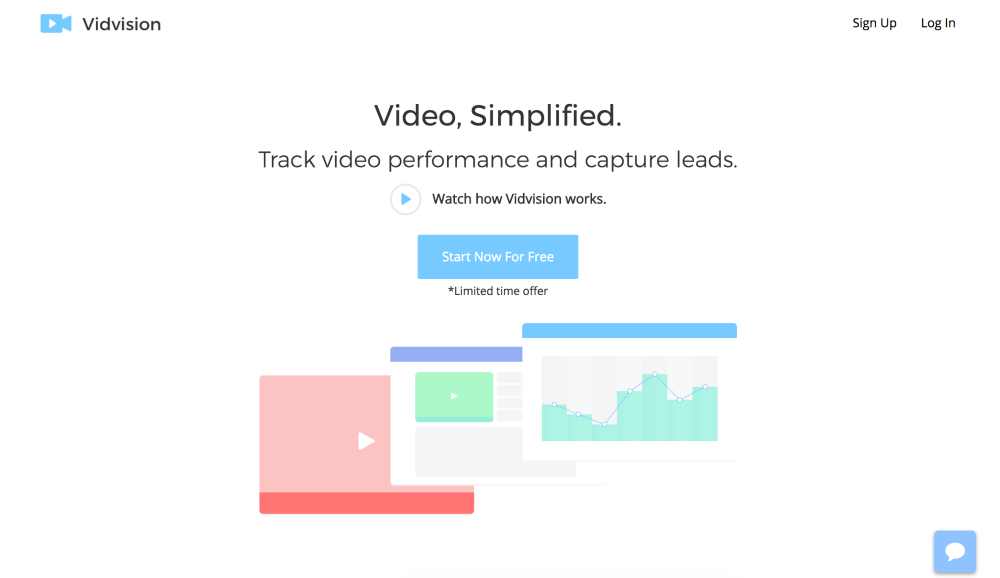 Vidvision
Sign Up
Log In
Video, Simplified.
Track video performance and capture leads.
Watch how Vidvision works.
Start Now For Free
*Limited time offer